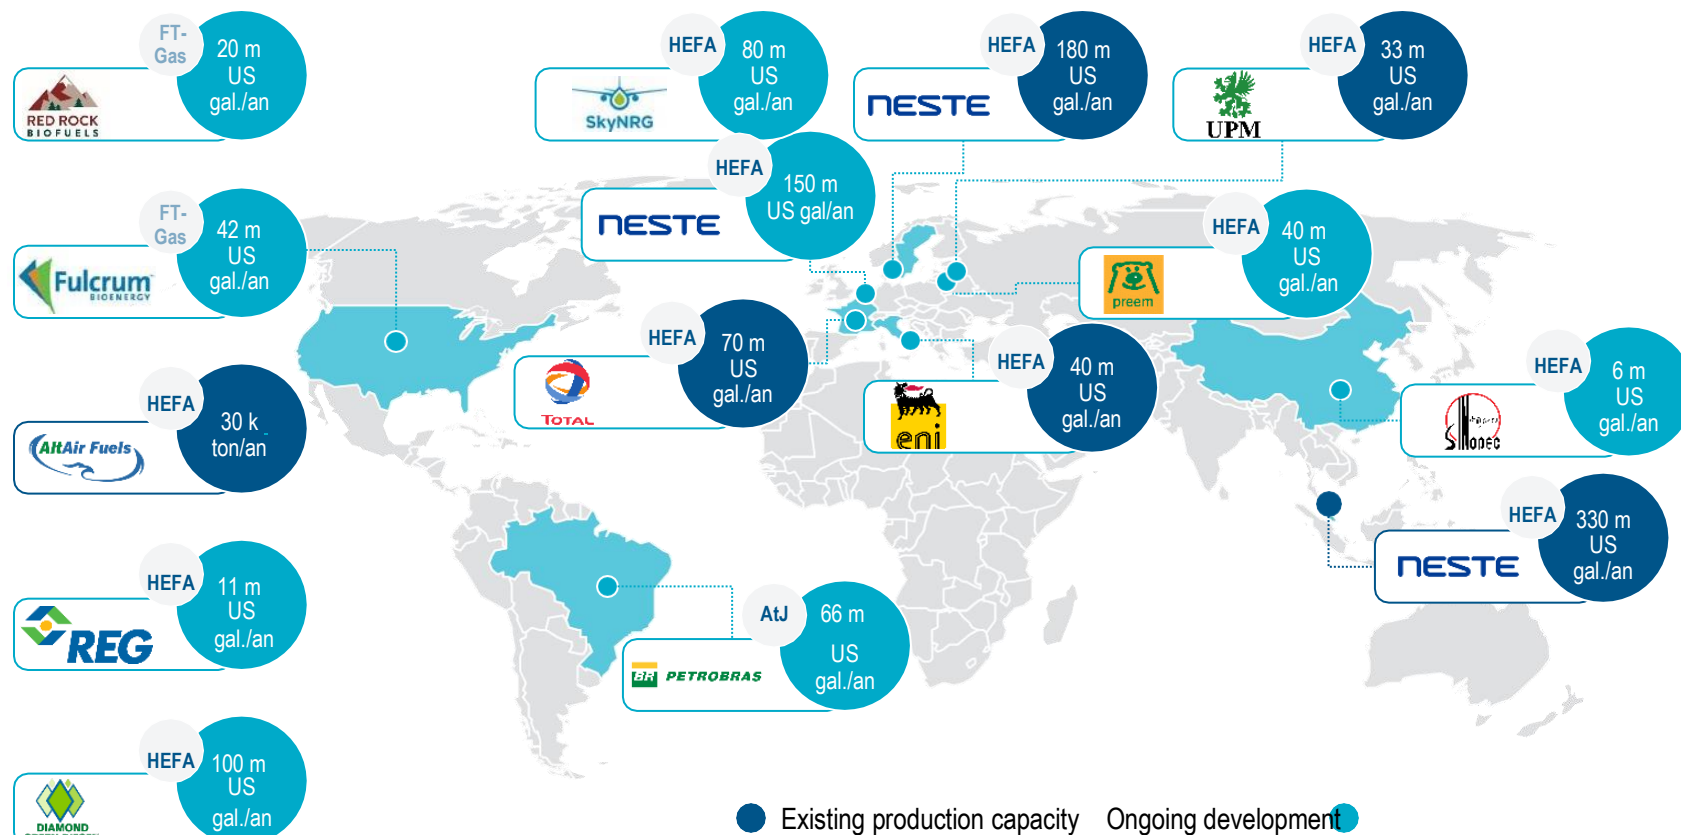 FT-
Gas
20 m
US
gal./an
RED ROCK
BIOFUELS
HEFA
80 m
US
gal./an
SkyNRG
HEFA
180 m
US
gal./an
NESTE
HEFA
33 m
US
gal./an
UPM
HEFA
150 m
US gal/an
NESTE
FT-
Gas
42 m
US
gal./an
Fulcrum
BIOENERGY
HEFA
40 m
US
gal./an
preem
HEFA
70 m
US
gal./an
TOTAL
HEFA
40 m
US
gal./an
eni
HEFA
6 m
US
gal./an
SINOPEC
HEFA
30 k
ton/an
AltAir Fuels
HEFA
330 m
US
gal./an
NESTE
HEFA
11 m
US
gal./an
REG
AtJ
66 m
US
gal./an
BR PETROBRAS
HEFA
100 m
US
gal./an
DIAMOND
Existing production capacity
Ongoing development